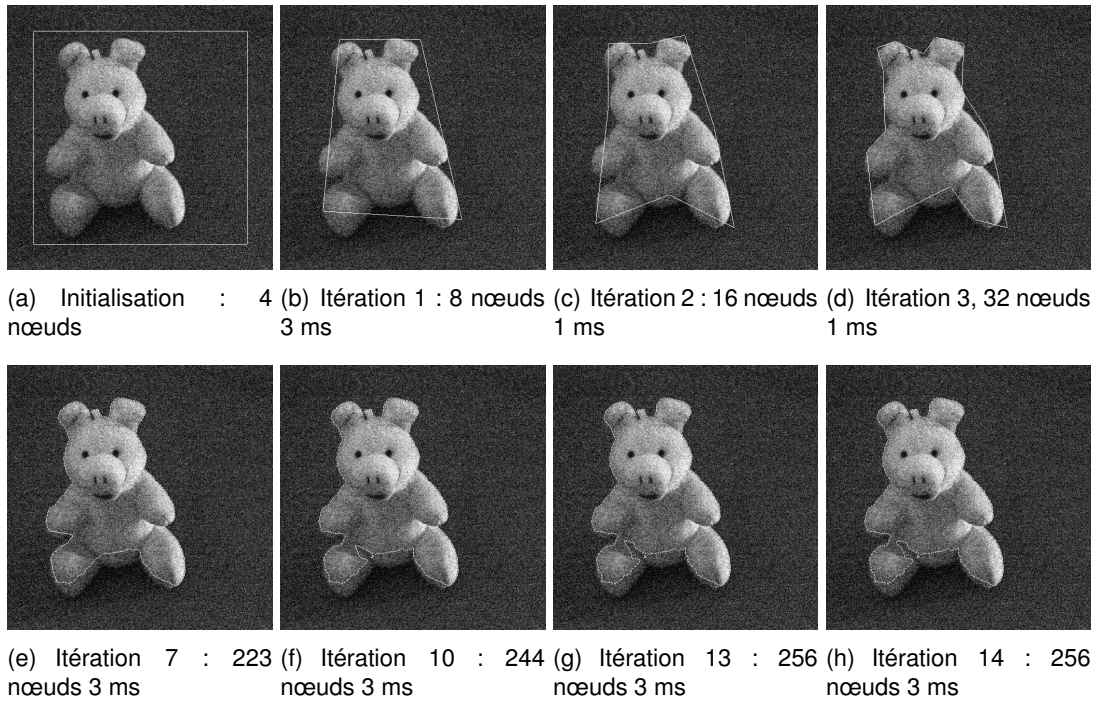 (a) Initialisation : 4
nœuds
(b) Itération 1 : 8 nœuds
3 ms
(c) Itération 2 : 16 nœuds
1 ms
(d) Itération 3, 32 nœuds
1 ms
(e) Itération 7 : 223
nœuds 3 ms
(f) Itération 10 : 244
nœuds 3 ms
(g) Itération 13 : 256
nœuds 3 ms
(h) Itération 14 : 256
nœuds 3 ms